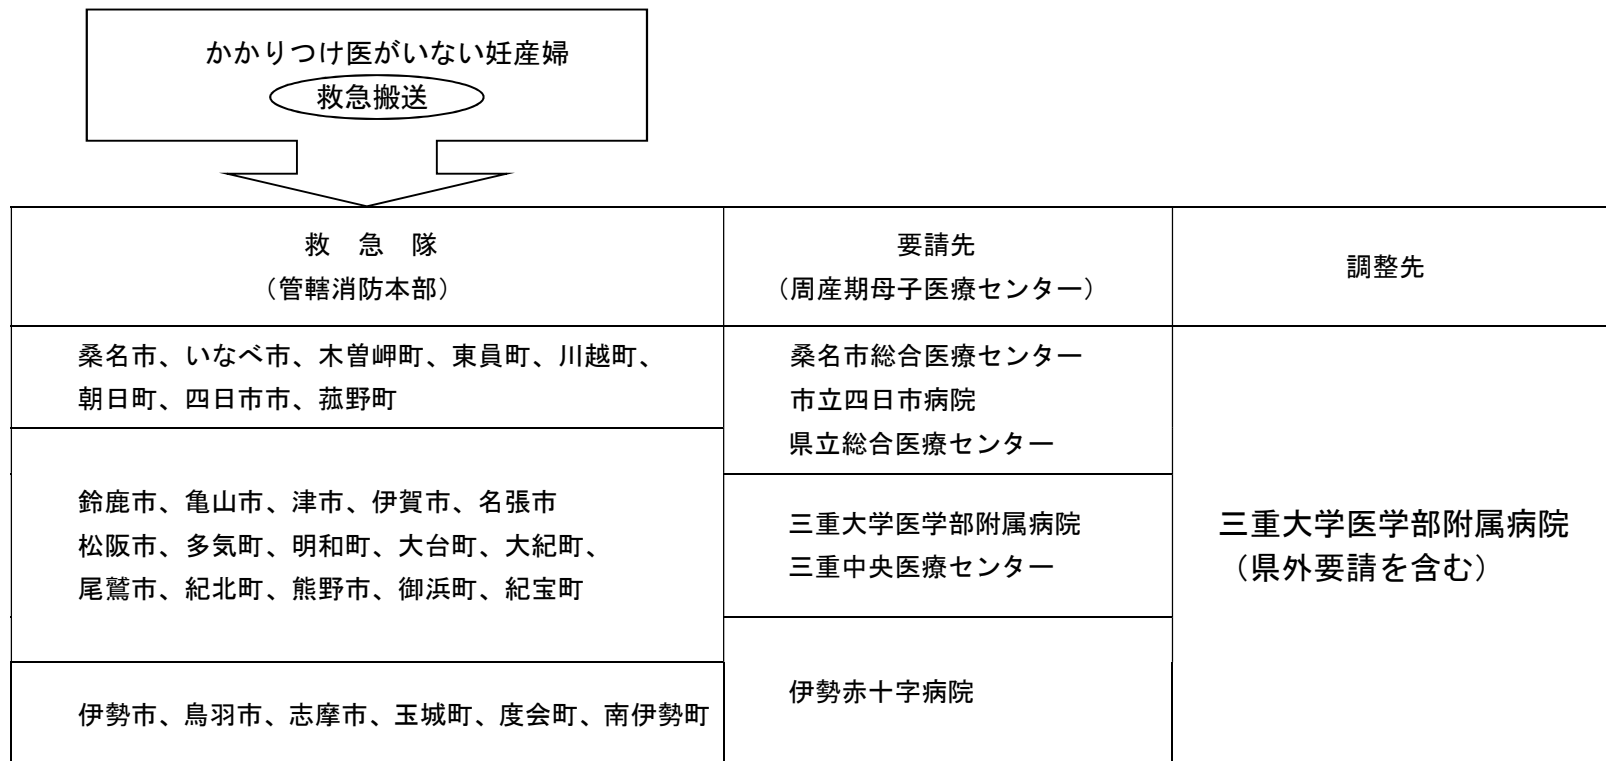 かかりつけ医がいない妊産婦
救急搬送
救　急　隊
（管轄消防本部）
要請先
（周産期母子医療センター）
調整先
桑名市、いなべ市、木曽岬町、東員町、川越町、
朝日町、四日市市、菰野町
桑名市総合医療センター
市立四日市病院
県立総合医療センター
鈴鹿市、亀山市、津市、伊賀市、名張市
松阪市、多気町、明和町、大台町、大紀町、
尾鷲市、紀北町、熊野市、御浜町、紀宝町
三重大学医学部附属病院
三重中央医療センター
三重大学医学部附属病院
（県外要請を含む）
伊勢市、鳥羽市、志摩市、玉城町、度会町、南伊勢町
伊勢赤十字病院